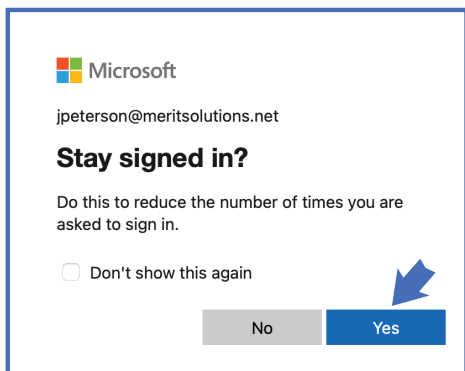 Microsoft
jpeterson@meritsolutions.net
Stay signed in?
Do this to reduce the number of times you are
asked to sign in.
Don't show this again
No
Yes